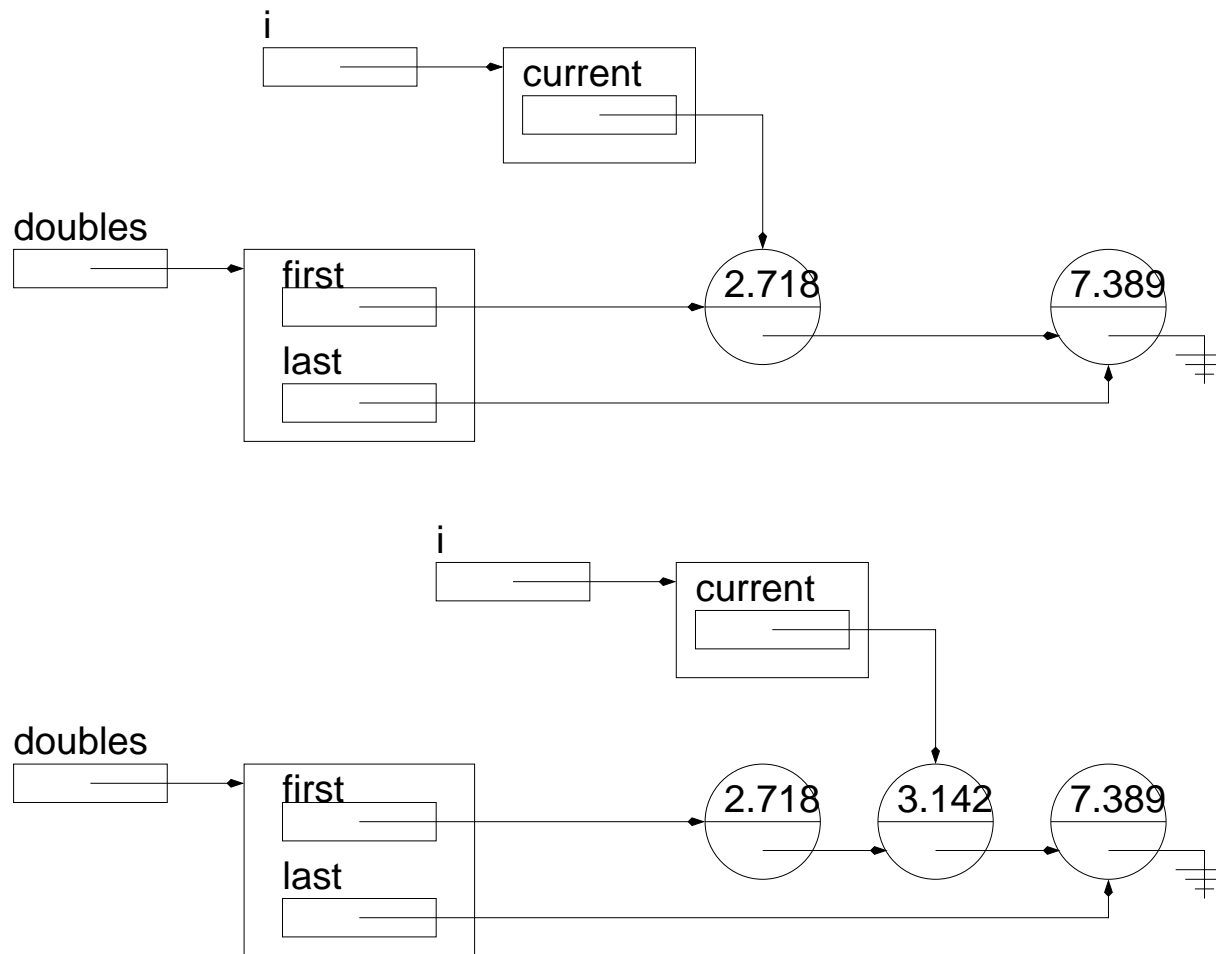 i
current
doubles
first
2.718
7.389
last
i
current
doubles
first
2.718
3.142
7.389
last